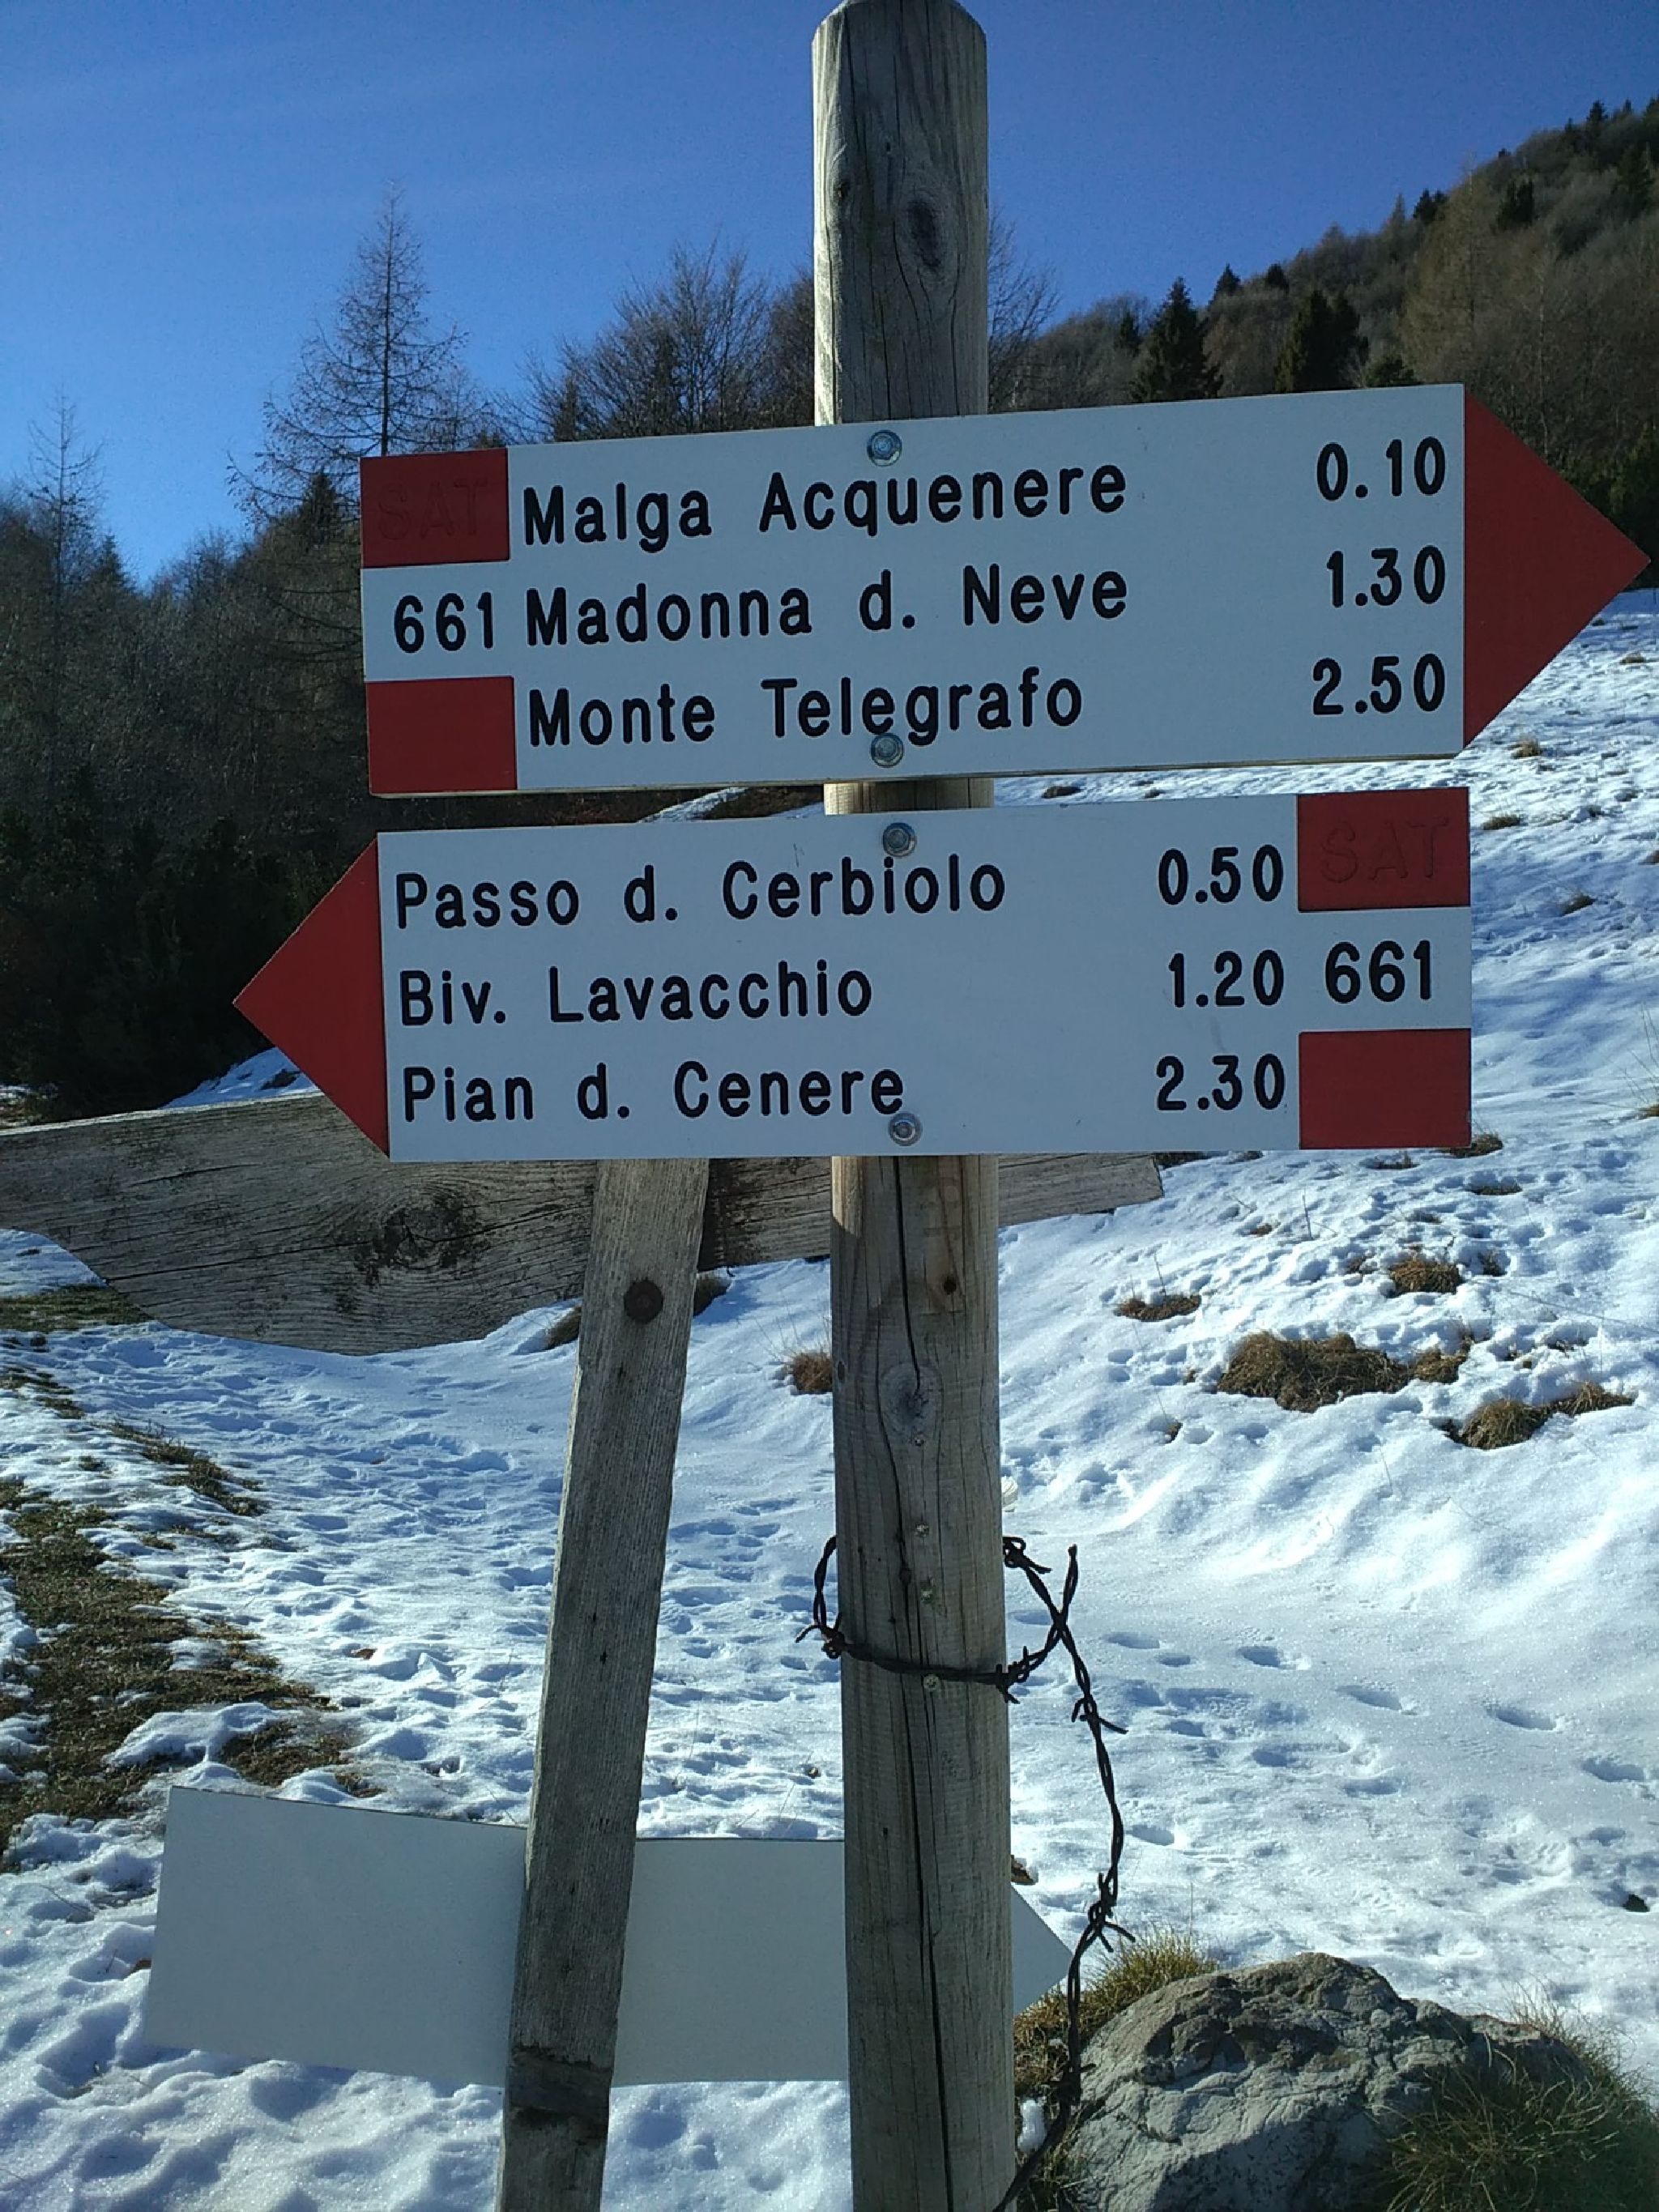 SAT Malga Acquenere 0.10
661 Madonna d. Neve 1.30
Monte Telegrafo 2.50
Passo d. Cerbiolo 0.50 SAT
Biv. Lavacchio 1.20 661
Pian d. Cenere 2.30